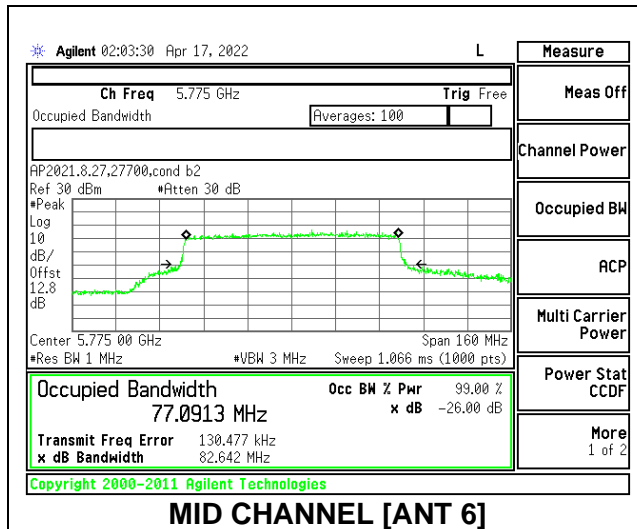 Agilent 02:03:30 Apr 17, 2022 L Measure
Ch Freq 5.775 GHz Trig Free
Meas Off
Occupied Bandwidth Averages: 100
Channel Power
AP2021.8.27,27700,cond b2
Ref 30 dBm #Atten 30 dB
#Peak
Log
10
dB/
Offst
12.8
dB
Occupied BW
ACP
Center 5.775 00 GHz Span 160 MHz
#Res BW 1 MHz #VBW 3 MHz Sweep 1.066 ms (1000 pts)
Multi Carrier
Power
Occupied Bandwidth Occ BW % Pwr 99.00 %
77.0913 MHz x dB -26.00 dB
Transmit Freq Error 130.477 kHz
x dB Bandwidth 82.642 MHz
Power Stat
CCDF
More
1 of 2
Copyright 2000-2011 Agilent Technologies
MID CHANNEL [ANT 6]